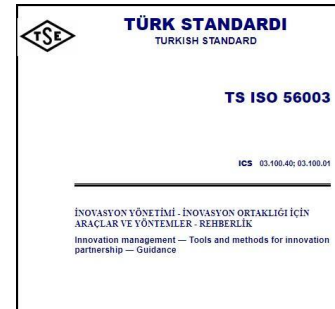 TSE
TÜRK STANDARDI
TURKISH STANDARD
TS ISO 56003
ICS 03.100.40; 03.100.01
İNOVASYON YÖNETİMİ - İNOVASYON ORTAKLIĞI İÇİN
ARAÇLAR VE YÖNTEMLER - REHBERLİK
Innovation management — Tools and methods for innovation
partnership — Guidance